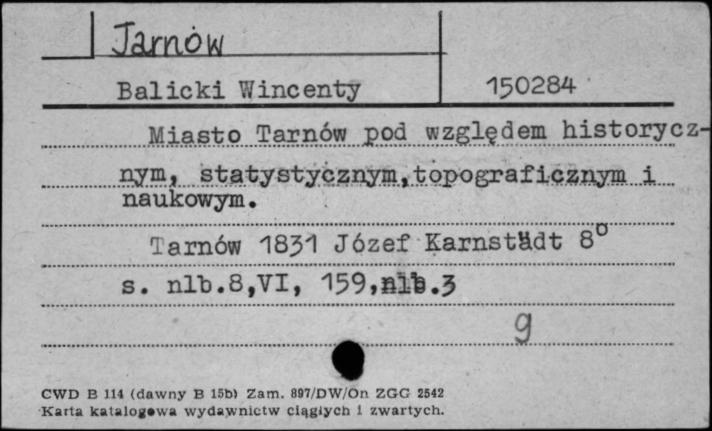 Jarnów
Balicki Wincenty 150284
Miasto Tarnów pod względem historycz-
nym, statystycznym, topograficznym i
naukowym.
Tarnów 1831 Józef Karnstädt 8°
s. nlb.8,VI, 159,nlb.3
g
CWD B 114 (dawny B 15b) Zam. 897/DW/On ZGG 2542
Karta katalogowa wydawnictw ciągłych i zwartych.